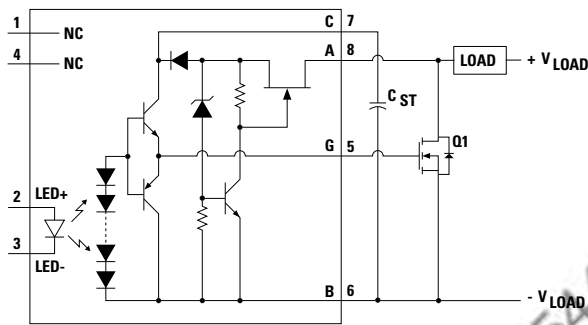 1 NC C 7
4 NC A 8 LOAD + V LOAD
C ST
G 5 Q1
2 LED+
3 LED-
B 6 - V LOAD